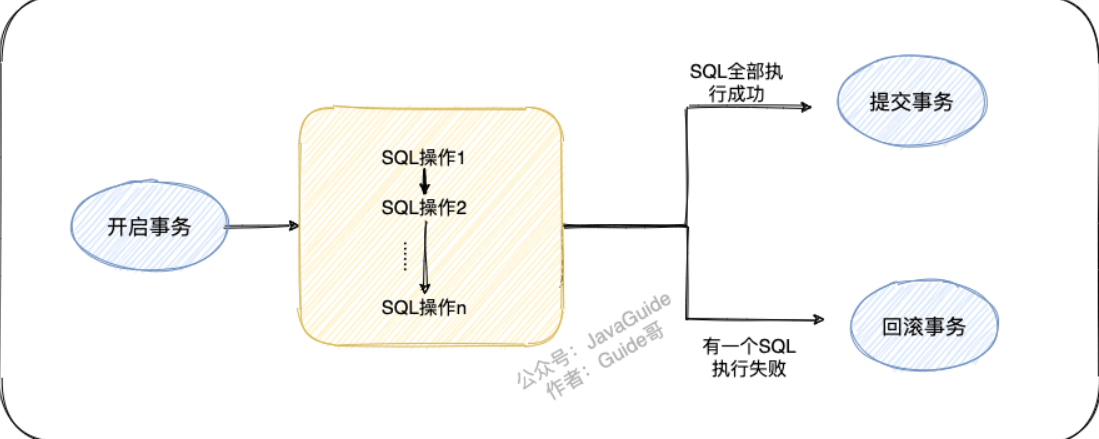 SQL全部执
行成功
提交事务
SQL操作1
SQL操作2
开启事务
......
SQL操作n
回滚事务
有一个SQL
执行失败
公众号：JavaGuide
作者：Guide哥